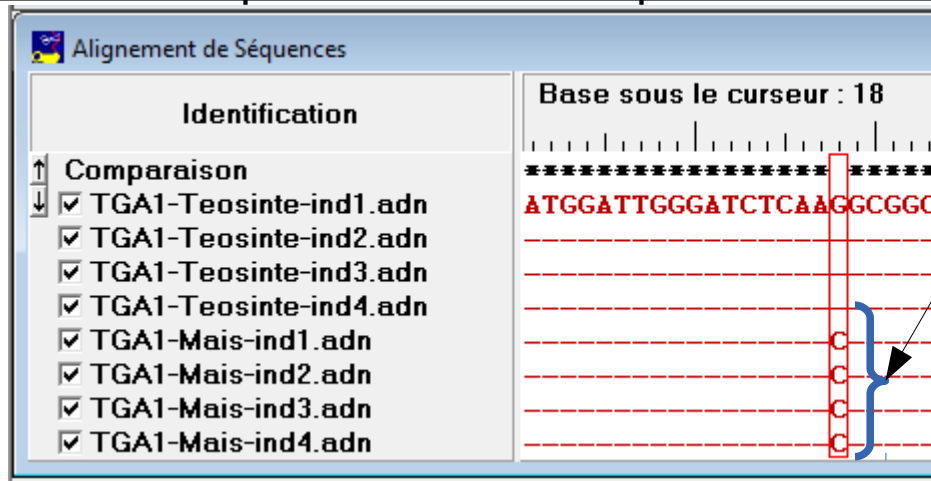 Alignement de Séquences
Identification
Base sous le curseur : 18
Comparaison
***************** *****
TGA1-Teosinte-ind1.adn ATGGATTGGGATCTCAAGGCGGC
TGA1-Teosinte-ind2.adn -----------------------
TGA1-Teosinte-ind3.adn -----------------------
TGA1-Teosinte-ind4.adn -----------------------
TGA1-Mais-ind1.adn -----------------C-----
TGA1-Mais-ind2.adn -----------------C-----
TGA1-Mais-ind3.adn -----------------C-----
TGA1-Mais-ind4.adn -----------------C-----